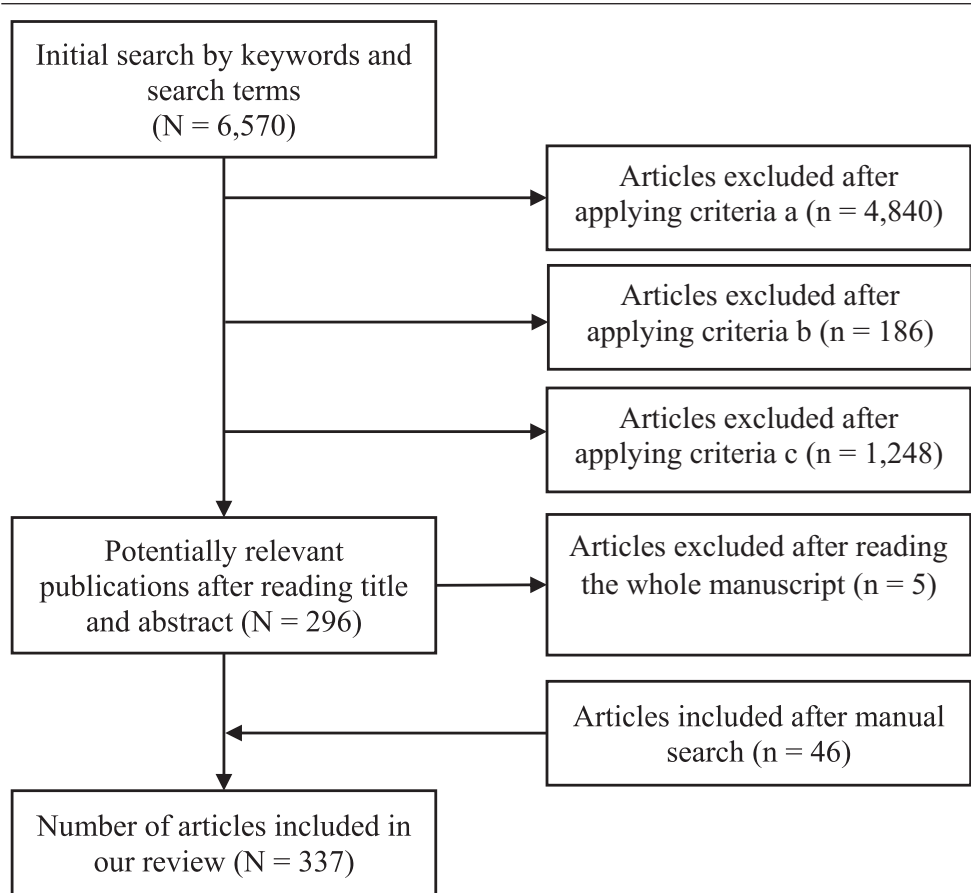 Initial search by keywords and
search terms
(N = 6,570)
Articles excluded after
applying criteria a (n = 4,840)
Articles excluded after
applying criteria b (n = 186)
Articles excluded after
applying criteria c (n = 1,248)
Potentially relevant
publications after reading title
and abstract (N = 296)
Articles excluded after reading
the whole manuscript (n = 5)
Articles included after manual
search (n = 46)
Number of articles included in
our review (N = 337)